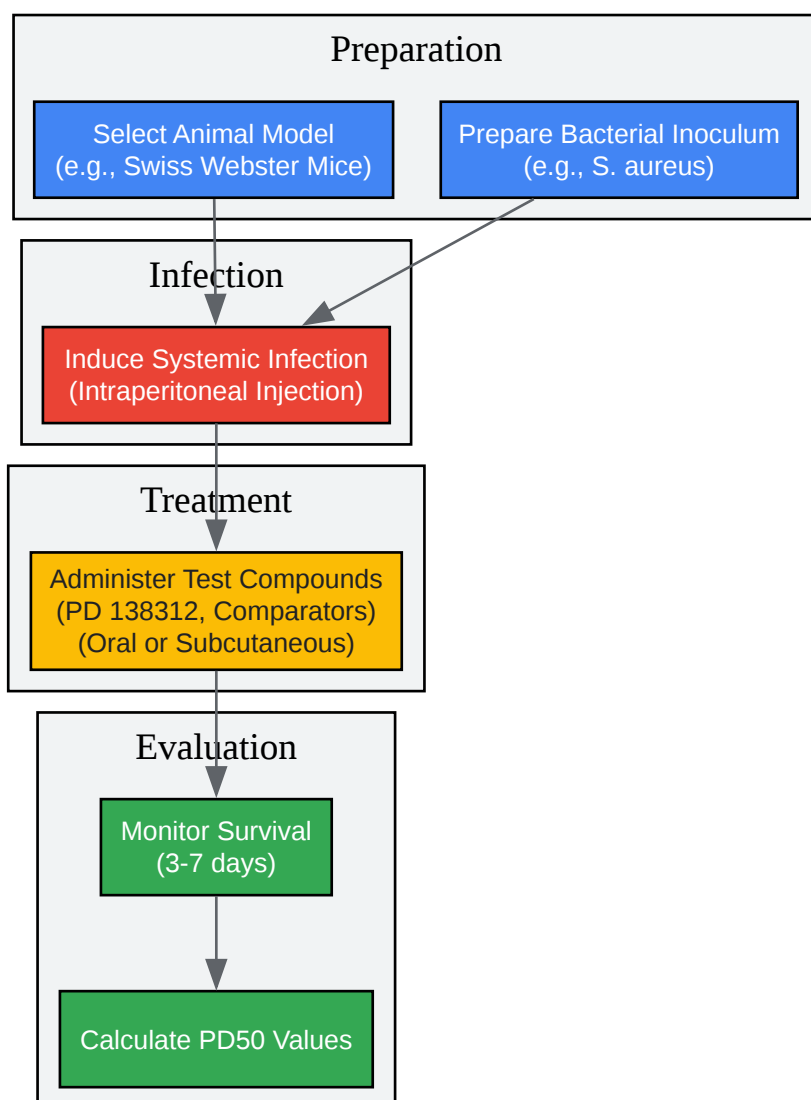 Preparation
Select Animal Model
(e.g., Swiss Webster Mice)
Prepare Bacterial Inoculum
(e.g., S. aureus)
Infection
Induce Systemic Infection
(Intraperitoneal Injection)
Treatment
Administer Test Compounds
(PD 138312, Comparators)
(Oral or Subcutaneous)
Evaluation
Monitor Survival
(3-7 days)
Calculate PD50 Values